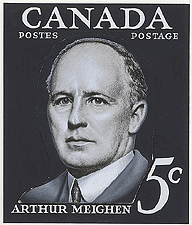 CANADA
POSTES POSTAGE
5c
ARTHUR MEIGHEN